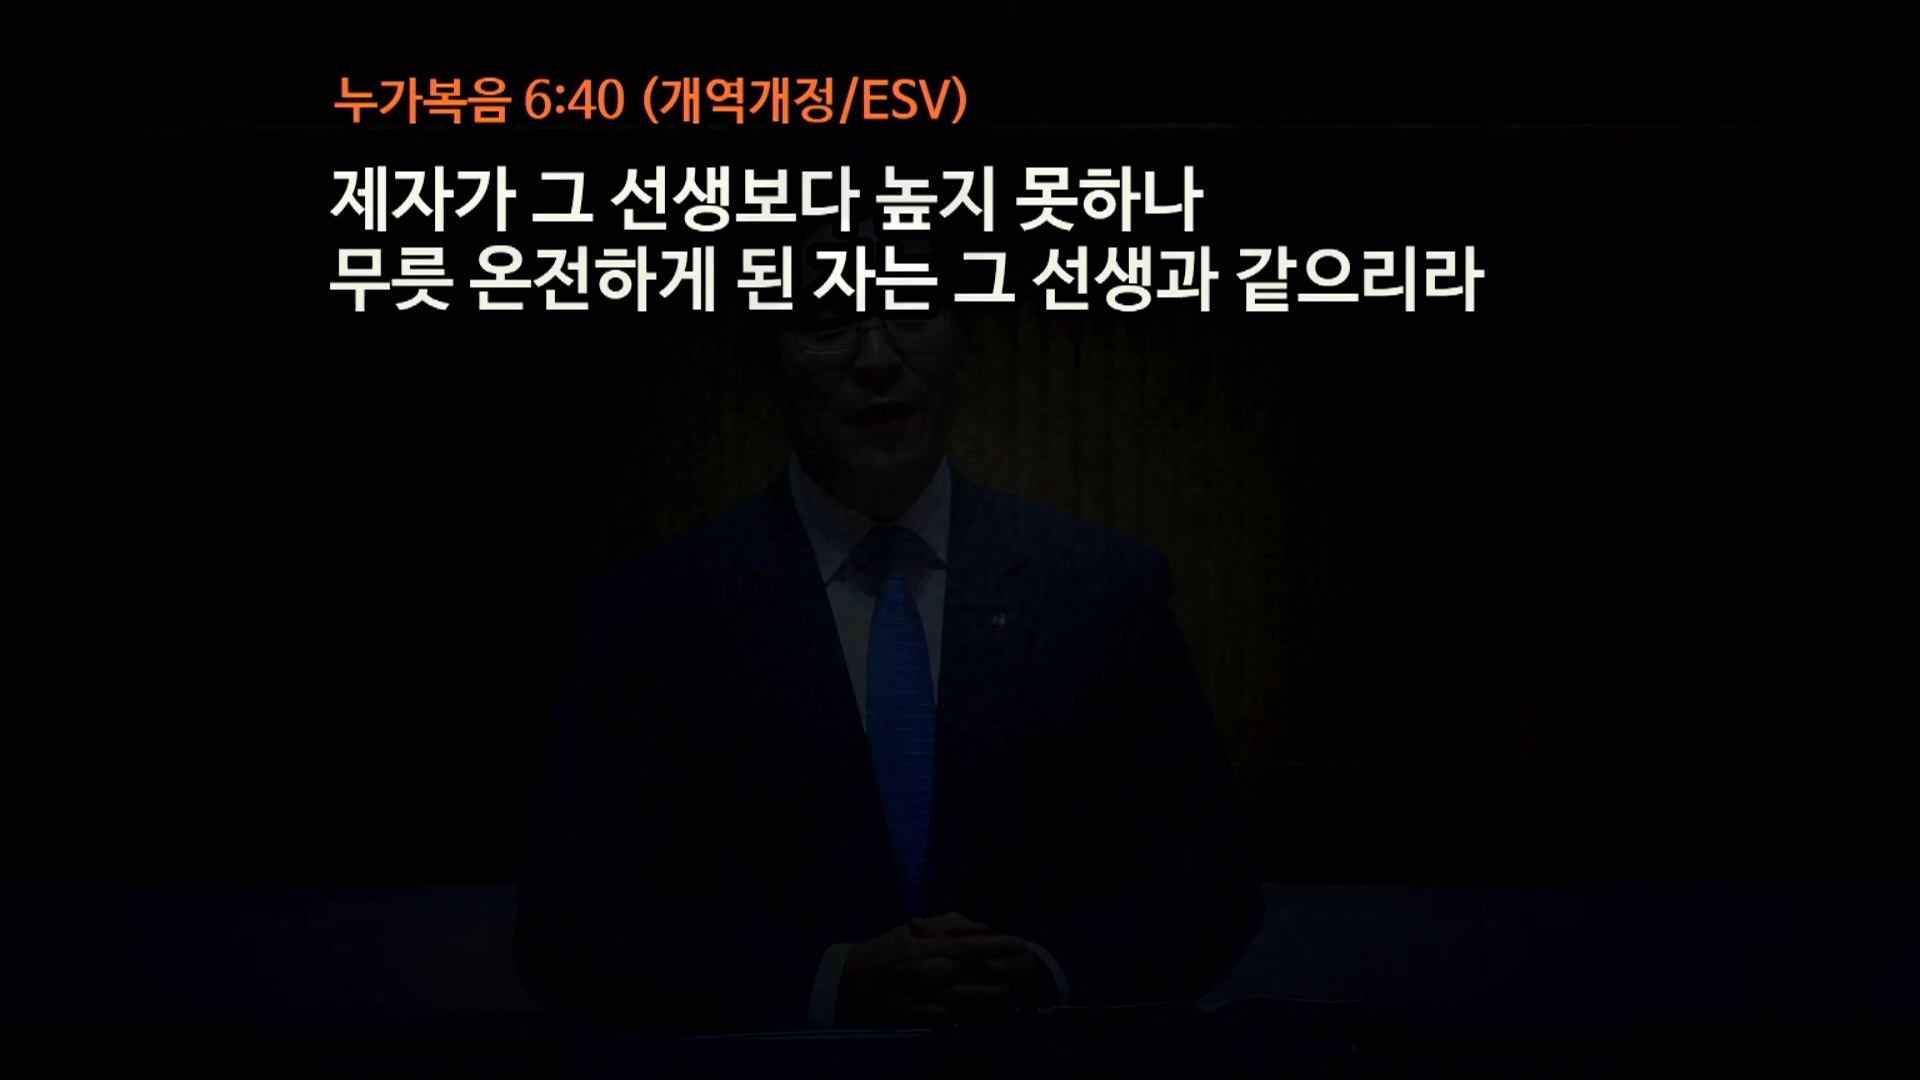 누가복음 6:40 (개역개정/ESV)
제자가 그 선생보다 높지 못하나
무릇 온전하게 된 자는 그 선생과 같으리라